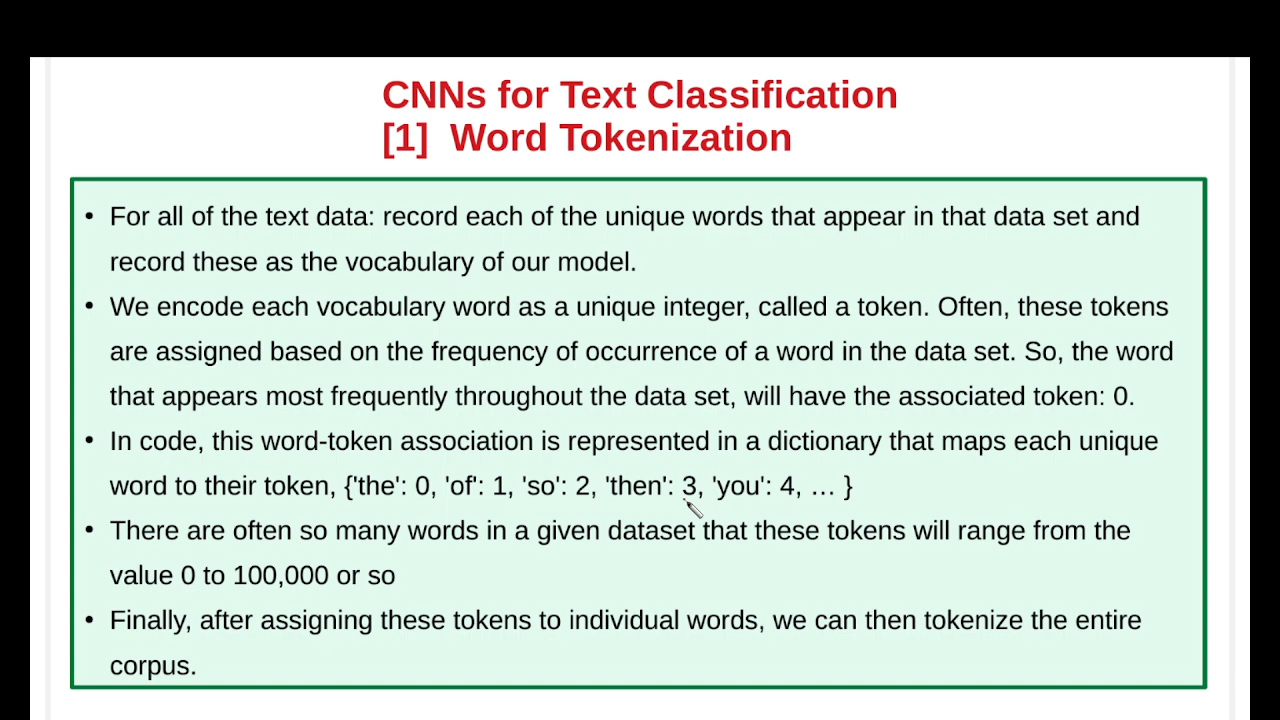 CNNs for Text Classification
[1] Word Tokenization
• For all of the text data: record each of the unique words that appear in that data set and
record these as the vocabulary of our model.
• We encode each vocabulary word as a unique integer, called a token. Often, these tokens
are assigned based on the frequency of occurrence of a word in the data set. So, the word
that appears most frequently throughout the data set, will have the associated token: 0.
• In code, this word-token association is represented in a dictionary that maps each unique
word to their token, {'the': 0, 'of': 1, 'so': 2, 'then': 3, 'you': 4, … }
• There are often so many words in a given dataset that these tokens will range from the
value 0 to 100,000 or so
• Finally, after assigning these tokens to individual words, we can then tokenize the entire
corpus.